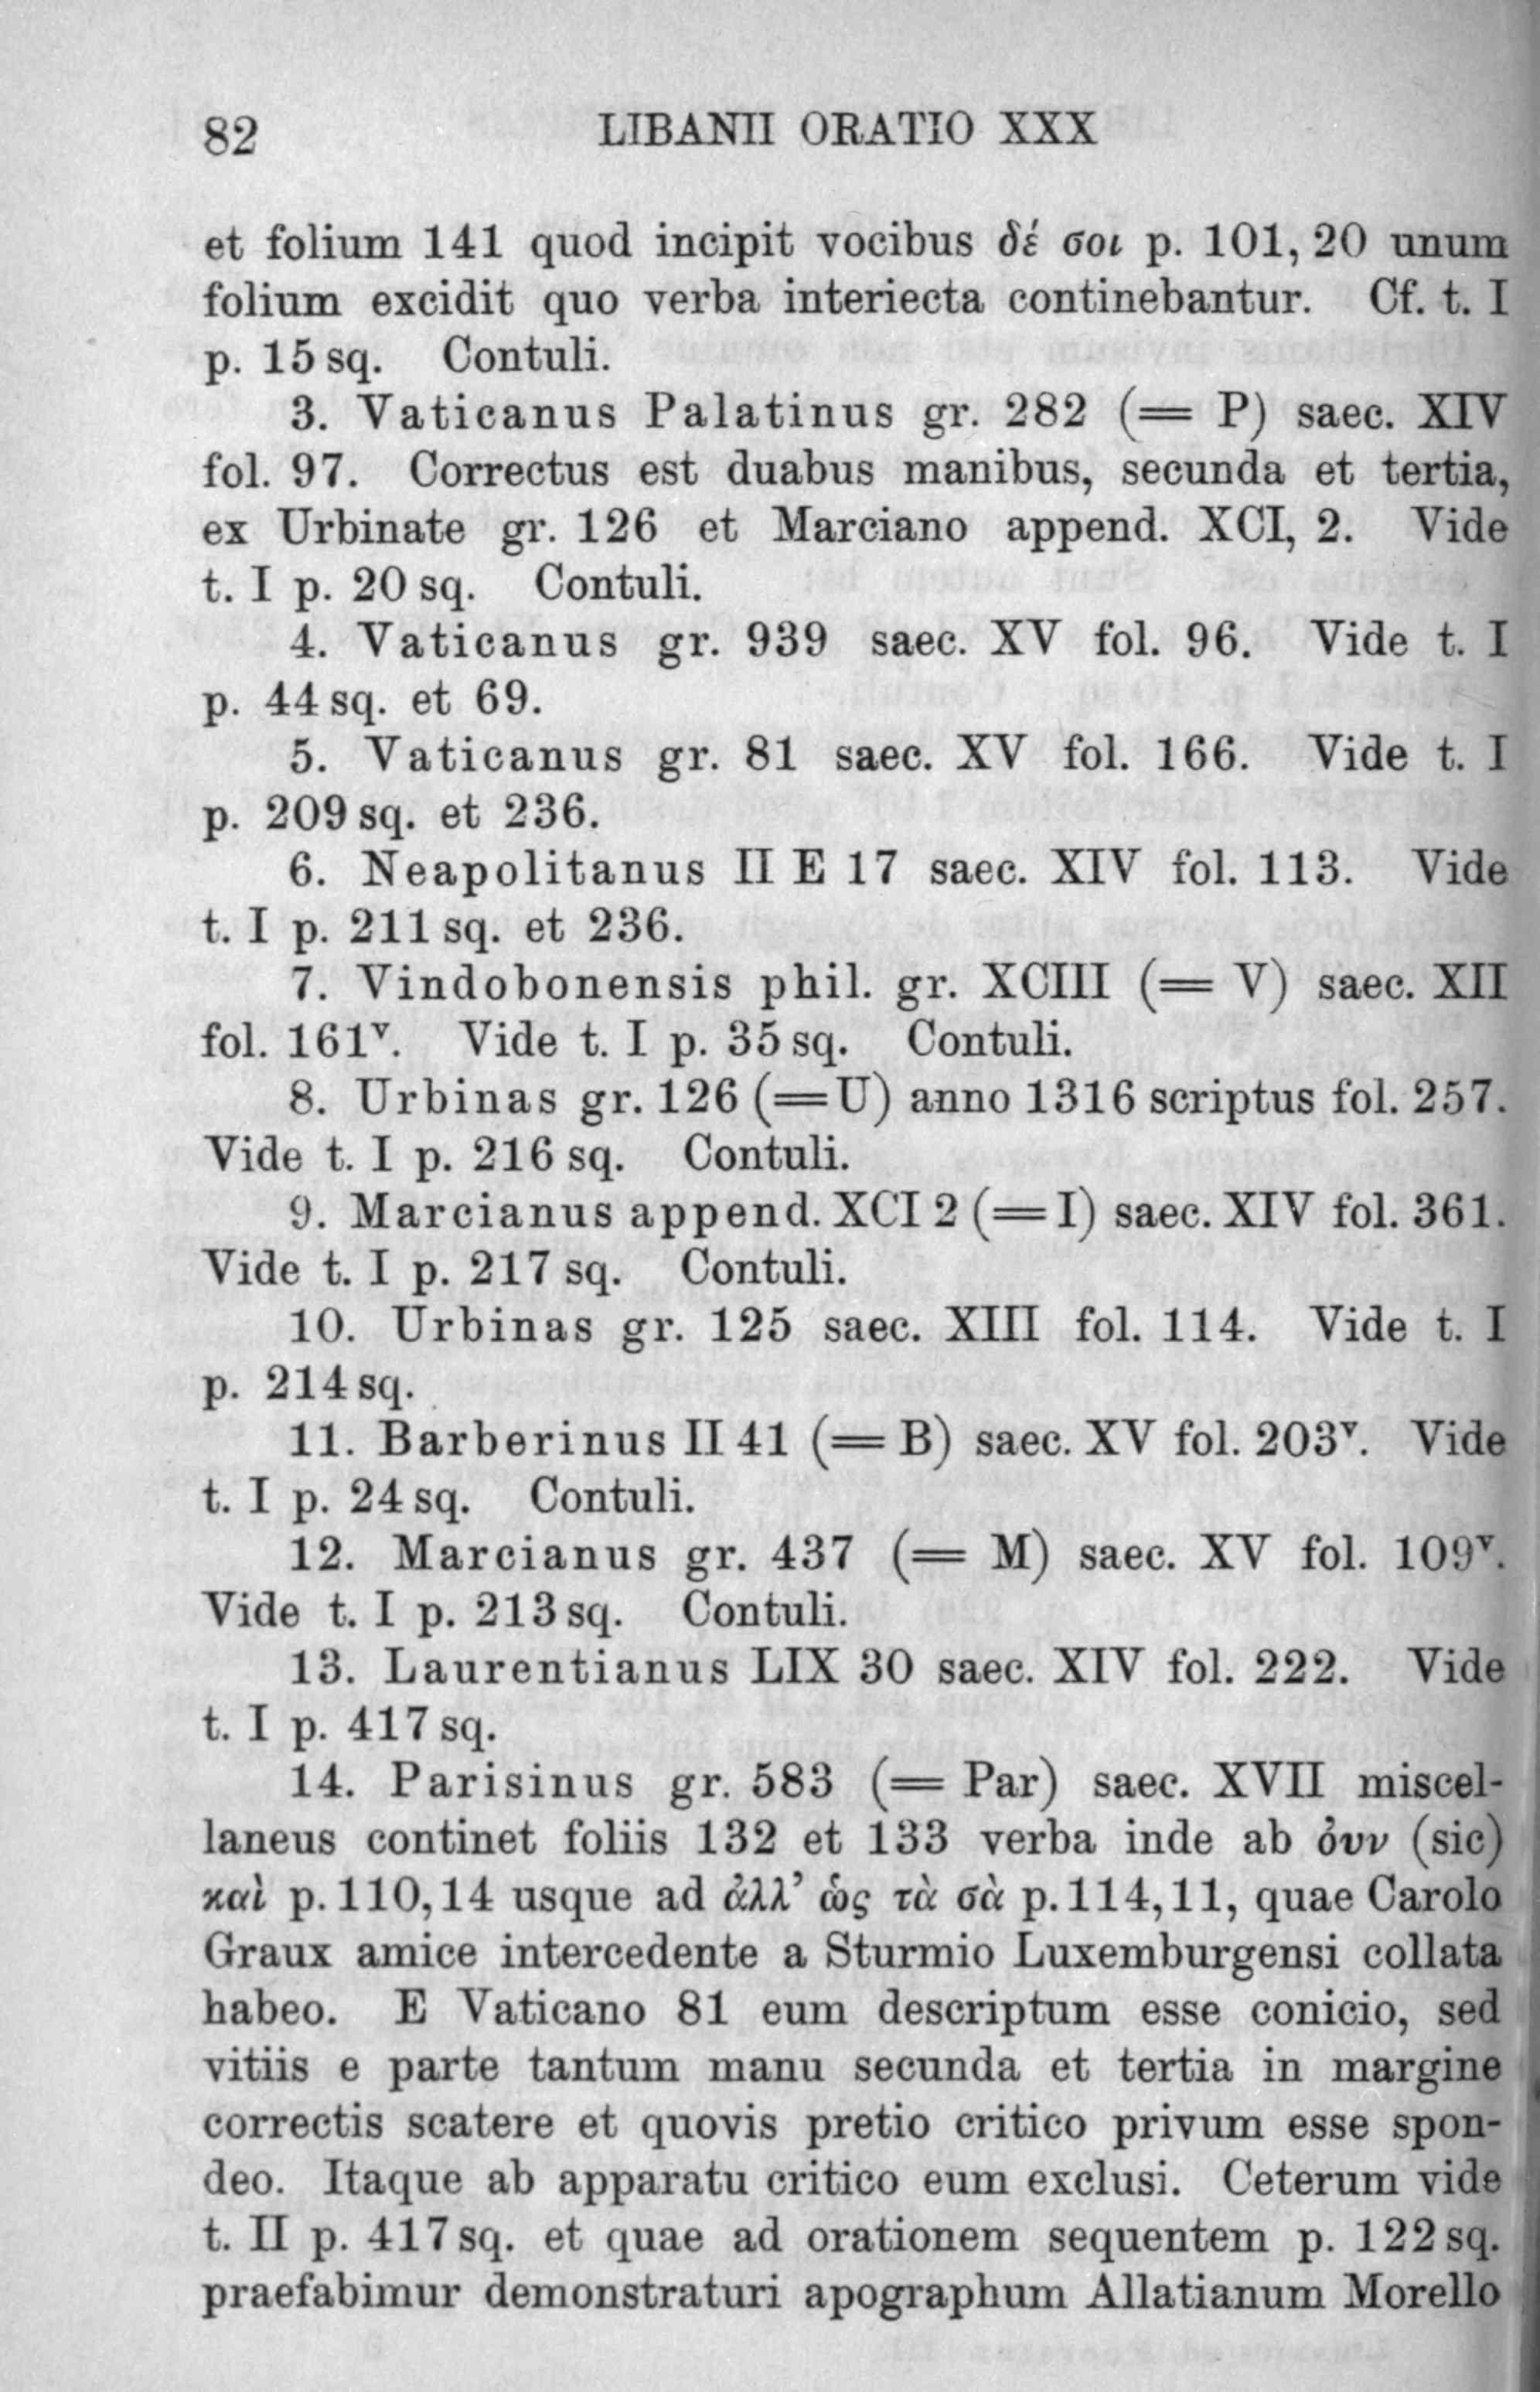 82 LIBANII ORATIO XXX
et folium 141 quod incipit vocibus δέ σοι p. 101, 20 unum
folium excidit quo verba interiecta continebantur. Cf. t. I
p. 15 sq. Contuli.
3. Vaticanus Palatinus gr. 282 (= P) saec. XIV
fol. 97. Correctus est duabus manibus, secunda et tertia,
ex Urbinate gr. 126 et Marciano append. XCI, 2. Vide
t. I p. 20 sq. Contuli.
4. Vaticanus gr. 939 saec. XV fol. 96. Vide t. I
p. 44 sq. et 69.
5. Vaticanus gr. 81 saec. XV fol. 166. Vide t. I
p. 209 sq. et 236.
6. Neapolitanus II E 17 saec. XIV fol. 113. Vide
t. I p. 211 sq. et 236.
7. Vindobonensis phil. gr. XCIII (= V) saec. XII
fol. 161ᵛ. Vide t. I p. 35 sq. Contuli.
8. Urbinas gr. 126 (=U) anno 1316 scriptus fol. 257.
Vide t. I p. 216 sq. Contuli.
9. Marcianus append. XCI 2 (=I) saec. XIV fol. 361.
Vide t. I p. 217 sq. Contuli.
10. Urbinas gr. 125 saec. XIII fol. 114. Vide t. I
p. 214 sq.
11. Barberinus II 41 (= B) saec. XV fol. 203ᵛ. Vide
t. I p. 24 sq. Contuli.
12. Marcianus gr. 437 (= M) saec. XV fol. 109ᵛ.
Vide t. I p. 213 sq. Contuli.
13. Laurentianus LIX 30 saec. XIV fol. 222. Vide
t. I p. 417 sq.
14. Parisinus gr. 583 (= Par) saec. XVII miscel-
laneus continet foliis 132 et 133 verba inde ab ὀυν (sic)
καὶ p. 110, 14 usque ad ἀλλ’ ὡς τὰ σὰ p. 114, 11, quae Carolo
Graux amice intercedente a Sturmio Luxemburgensi collata
habeo. E Vaticano 81 eum descriptum esse conicio, sed
vitiis e parte tantum manu secunda et tertia in margine
correctis scatere et quovis pretio critico privum esse spon-
deo. Itaque ab apparatu critico eum exclusi. Ceterum vide
t. II p. 417 sq. et quae ad orationem sequentem p. 122 sq.
praefabimur demonstraturi apographum Allatianum Morello